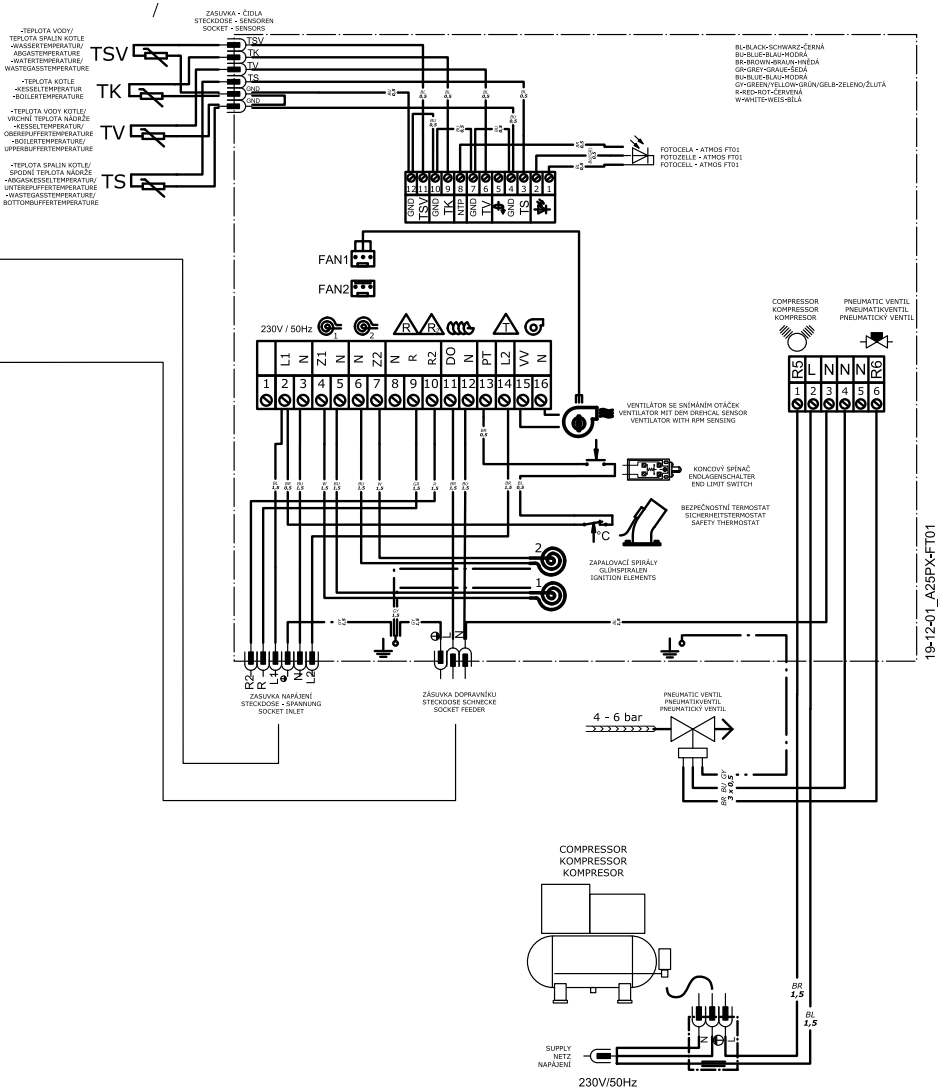 ZASUVKA - ČIDLA
STECKDOSE - SENSOREN
SOCKET - SENSORS
-TEPLOTA VODY/
TEPLOTA SPALIN KOTLE
-WASSERTEMPERATUR/
ABGASTEMPERATURE
-WATERTEMPERATURE/
WASTEGASSTEMPERATURE
TSV
-TEPLOTA KOTLE
-KESSELTEMPERATUR
-BOILERTEMPERATURE
TK
-TEPLOTA VODY KOTLE/
VRCHNÍ TEPLOTA NÁDRŽE
-KESSELTEMPERATUR/
OBEREPUFFERTEMPERATURE
-BOILERTEMPERATURE/
UPPERBUFFERTEMPERATURE
TV
-TEPLOTA SPALIN KOTLE/
SPODNÍ TEPLOTA NÁDRŽE
-ABGASKESSELTEMPERATUR/
UNTEREPUFFERTEMPERATURE
-WASTEGASSTEMPERATURE/
BOTTOMBUFFERTEMPERATURE
TS
TSV
TK
TV
TS
GND
GND
BL-BLACK-SCHWARZ-ČERNÁ
BU-BLUE-BLAU-MODRÁ
BR-BROWN-BRAUN-HNĚDÁ
GR-GREY-GRAUE-ŠEDÁ
BU-BLUE-BLAU-MODRÁ
GY-GREEN/YELLOW-GRÜN/GELB-ZELENO/ŽLUTÁ
R-RED-ROT-ČERVENÁ
W-WHITE-WEIS-BÍLÁ
FOTOCELA - ATMOS FT01
FOTOZELLE - ATMOS FT01
FOTOCELL - ATMOS FT01
12 11 10 9 8 7 6 5 4 3 2 1
GND TSV GND TK NTP GND TV GND TS
FAN1
FAN2
230V / 50Hz
1 2
R R T
L1 N Z1 N N Z2 N R R2 DO N PT L2 VV N
1 2 3 4 5 6 7 8 9 10 11 12 13 14 15 16
COMPRESSOR
KOMPRESSOR
KOMPRESOR
PNEUMATIC VENTIL
PNEUMATIKVENTIL
PNEUMATICKÝ VENTIL
R5 L N N N R6
1 2 3 4 5 6
VENTILÁTOR SE SNÍMÁNÍM OTÁČEK
VENTILATOR MIT DEM DREHCAL SENSOR
VENTILATOR WITH RPM SENSING
KONCOVÝ SPÍNAČ
ENDLAGENSCHALTER
END LIMIT SWITCH
BEZPEČNOSTNÍ TERMOSTAT
SICHERHEITSTERMOSTAT
SAFETY THERMOSTAT
°C
ZAPALOVACÍ SPIRÁLY
GLÜHSPIRALEN
IGNITION ELEMENTS
2
1
19-12-01_A25PX-FT01
R2 R L1 N L2
L N
ZASUVKA NAPÁJENÍ
STECKDOSE - SPANNUNG
SOCKET INLET
ZÁSUVKA DOPRAVNÍKU
STECKDOSE SCHNECKE
SOCKET FEEDER
PNEUMATIC VENTIL
PNEUMATIKVENTIL
PNEUMATICKÝ VENTIL
4 - 6 bar
BR BU GY
3 x 0,5
COMPRESSOR
KOMPRESSOR
KOMPRESOR
BR
1,5
BL
1,5
N L
SUPPLY
NETZ
NAPÁJENÍ
230V/50Hz